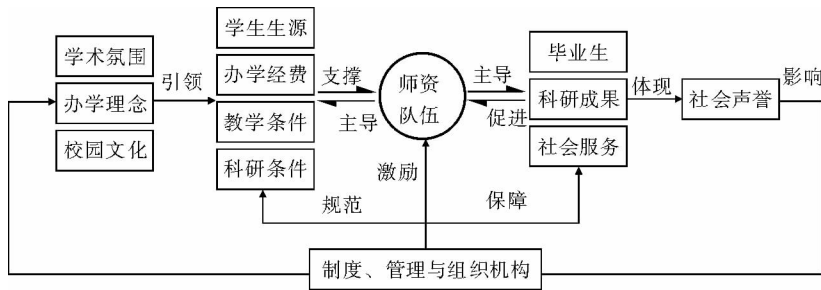 学术氛围
办学理念
校园文化
引领
学生生源
办学经费
教学条件
科研条件
支撑
主导
师资
队伍
主导
促进
毕业生
科研成果
社会服务
体现
社会声誉
影响
激励
规范
保障
制度、管理与组织机构